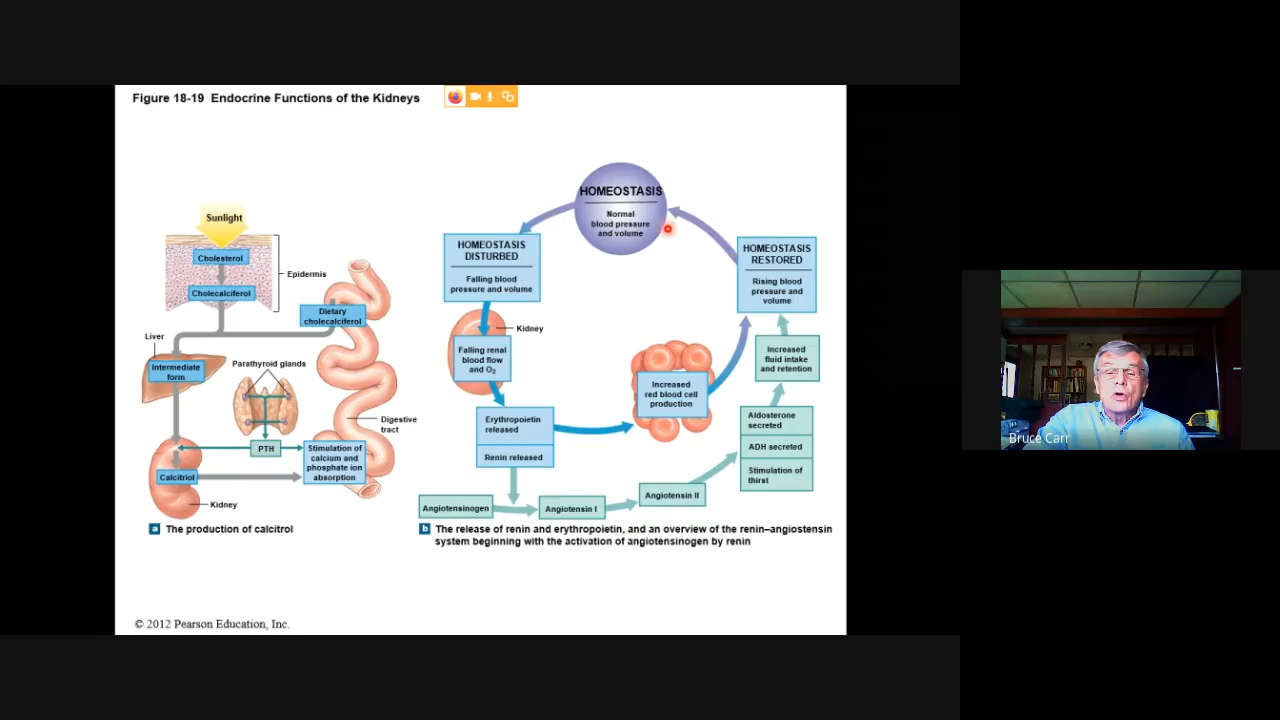 Figure 18-19 Endocrine Functions of the Kidneys
Sunlight
Cholesterol
Cholecalciferol
Epidermis
Dietary
cholecalciferol
Liver
Intermediate
form
Parathyroid glands
Digestive
tract
PTH
Stimulation of
calcium and
phosphate ion
absorption
Calcitriol
Kidney
a The production of calcitrol
HOMEOSTASIS
Normal
blood pressure
and volume
HOMEOSTASIS
DISTURBED
Falling blood
pressure and volume
Kidney
Falling renal
blood flow
and O₂
Erythropoietin
released
Renin released
Angiotensinogen
Angiotensin I
Angiotensin II
Increased
red blood cell
production
Aldosterone
secreted
ADH secreted
Stimulation of
thirst
Increased
fluid intake
and retention
HOMEOSTASIS
RESTORED
Rising blood
pressure and
volume
b The release of renin and erythropoietin, and an overview of the renin–angiostensin
system beginning with the activation of angiotensinogen by renin
© 2012 Pearson Education, Inc.
Bruce Carr